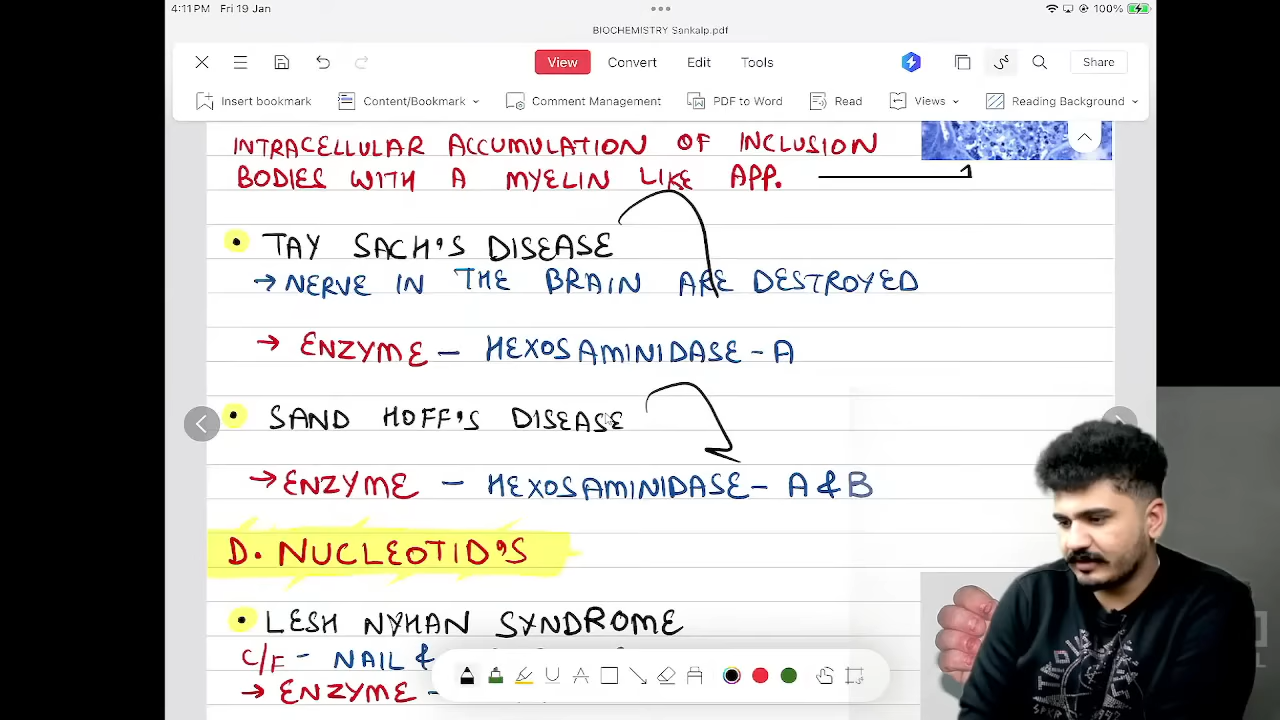 4:11 PM Fri 19 Jan
100%
BIOCHEMISTRY Sankalp.pdf
View Convert Edit Tools Share
Insert bookmark Content/Bookmark Comment Management PDF to Word Read Views Reading Background
INTRACELLULAR ACCUMULATION OF INCLUSION
BODIES WITH A MYELIN LIKE APP.
• TAY SACH'S DISEASE
→ NERVE IN THE BRAIN ARE DESTROYED
→ ENZYME – HEXOSAMINIDASE - A
• SAND HOFF'S DISEASE
→ ENZYME – HEXOSAMINIDASE - A & B
D. NUCLEOTID'S
• LESH NYHAN SYNDROME
C/F - NAIL &
→ ENZYME –